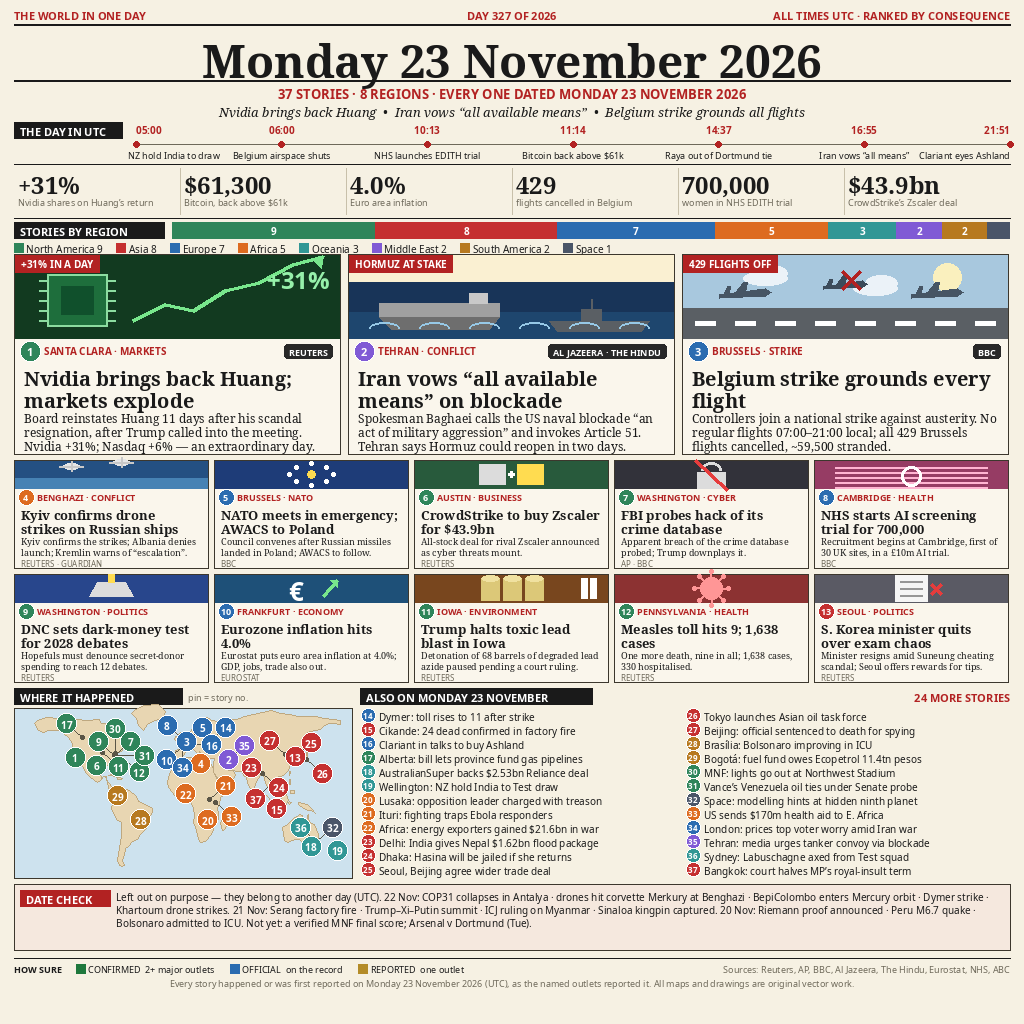 THE WORLD IN ONE DAY
DAY 327 OF 2026
ALL TIMES UTC · RANKED BY CONSEQUENCE
Monday 23 November 2026
37 STORIES · 8 REGIONS · EVERY ONE DATED MONDAY 23 NOVEMBER 2026
Nvidia brings back Huang • Iran vows “all available means” • Belgium strike grounds all flights
THE DAY IN UTC
05:00 06:00 10:13 11:14 14:37 16:55 21:51
NZ hold India to draw Belgium airspace shuts NHS launches EDITH trial Bitcoin back above $61k Raya out of Dortmund tie Iran vows “all means” Clariant eyes Ashland
+31% $61,300 4.0% 429 700,000 $43.9bn
Nvidia shares on Huang’s return Bitcoin, back above $61k Euro area inflation flights cancelled in Belgium women in NHS EDITH trial CrowdStrike’s Zscaler deal
STORIES BY REGION
9 8 7 5 3 2 2
North America 9 Asia 8 Europe 7 Africa 5 Oceania 3 Middle East 2 South America 2 Space 1
+31% IN A DAY
+31%
1 SANTA CLARA · MARKETS REUTERS
Nvidia brings back Huang;
markets explode
Board reinstates Huang 11 days after his scandal
resignation, after Trump called into the meeting.
Nvidia +31%; Nasdaq +6% — an extraordinary day.
HORMUZ AT STAKE
2 TEHRAN · CONFLICT AL JAZEERA · THE HINDU
Iran vows “all available
means” on blockade
Spokesman Baghaei calls the US naval blockade “an
act of military aggression” and invokes Article 51.
Tehran says Hormuz could reopen in two days.
429 FLIGHTS OFF
3 BRUSSELS · STRIKE BBC
Belgium strike grounds every
flight
Controllers join a national strike against austerity. No
regular flights 07:00–21:00 local; all 429 Brussels
flights cancelled, ~59,500 stranded.
4 BENGHAZI · CONFLICT
Kyiv confirms drone
strikes on Russian ships
Kyiv confirms the strikes; Albania denies
launch; Kremlin warns of “escalation”.
REUTERS · GUARDIAN
5 BRUSSELS · NATO
NATO meets in emergency;
AWACS to Poland
Council convenes after Russian missiles
landed in Poland; AWACS to follow.
BBC
6 AUSTIN · BUSINESS
CrowdStrike to buy Zscaler
for $43.9bn
All-stock deal for rival Zscaler announced
as cyber threats mount.
REUTERS
7 WASHINGTON · CYBER
FBI probes hack of its
crime database
Apparent breach of the crime database
probed; Trump downplays it.
AP · BBC
8 CAMBRIDGE · HEALTH
NHS starts AI screening
trial for 700,000
Recruitment begins at Cambridge, first of
30 UK sites, in a £10m AI trial.
BBC
9 WASHINGTON · POLITICS
DNC sets dark-money test
for 2028 debates
Hopefuls must denounce secret-donor
spending to reach 12 debates.
REUTERS
€
10 FRANKFURT · ECONOMY
Eurozone inflation hits
4.0%
Eurostat puts euro area inflation at 4.0%;
GDP, jobs, trade also out.
EUROSTAT
11 IOWA · ENVIRONMENT
Trump halts toxic lead
blast in Iowa
Detonation of 68 barrels of degraded lead
azide paused pending a court ruling.
REUTERS
12 PENNSYLVANIA · HEALTH
Measles toll hits 9; 1,638
cases
One more death, nine in all; 1,638 cases,
330 hospitalised.
REUTERS
13 SEOUL · POLITICS
S. Korea minister quits
over exam chaos
Minister resigns amid Suneung cheating
scandal; Seoul offers rewards for tips.
REUTERS
WHERE IT HAPPENED pin = story no.
17 30 9 7 1 6 11 31 12 8 5 14 3 16 10 34 4 35 2 27 25 13 26 23 24 37 15 21 22 20 33 29 28 36 32 18 19
ALSO ON MONDAY 23 NOVEMBER 24 MORE STORIES
14 Dymer: toll rises to 11 after strike
15 Cikande: 24 dead confirmed in factory fire
16 Clariant in talks to buy Ashland
17 Alberta: bill lets province fund gas pipelines
18 AustralianSuper backs $2.53bn Reliance deal
19 Wellington: NZ hold India to Test draw
20 Lusaka: opposition leader charged with treason
21 Ituri: fighting traps Ebola responders
22 Africa: energy exporters gained $21.6bn in war
23 Delhi: India gives Nepal $1.62bn flood package
24 Dhaka: Hasina will be jailed if she returns
25 Seoul, Beijing agree wider trade deal
26 Tokyo launches Asian oil task force
27 Beijing: official sentenced to death for spying
28 Brasília: Bolsonaro improving in ICU
29 Bogotá: fuel fund owes Ecopetrol 11.4tn pesos
30 MNF: lights go out at Northwest Stadium
31 Vance’s Venezuela oil ties under Senate probe
32 Space: modelling hints at hidden ninth planet
33 US sends $170m health aid to E. Africa
34 London: prices top voter worry amid Iran war
35 Tehran: media urges tanker convoy via blockade
36 Sydney: Labuschagne axed from Test squad
37 Bangkok: court halves MP’s royal-insult term
DATE CHECK
Left out on purpose — they belong to another day (UTC). 22 Nov: COP31 collapses in Antalya · drones hit corvette Merkury at Benghazi · BepiColombo enters Mercury orbit · Dymer strike ·
Khartoum drone strikes. 21 Nov: Serang factory fire · Trump–Xi–Putin summit · ICJ ruling on Myanmar · Sinaloa kingpin captured. 20 Nov: Riemann proof announced · Peru M6.7 quake ·
Bolsonaro admitted to ICU. Not yet: a verified MNF final score; Arsenal v Dortmund (Tue).
HOW SURE CONFIRMED 2+ major outlets OFFICIAL on the record REPORTED one outlet
Sources: Reuters, AP, BBC, Al Jazeera, The Hindu, Eurostat, NHS, ABC
Every story happened or was first reported on Monday 23 November 2026 (UTC), as the named outlets reported it. All maps and drawings are original vector work.